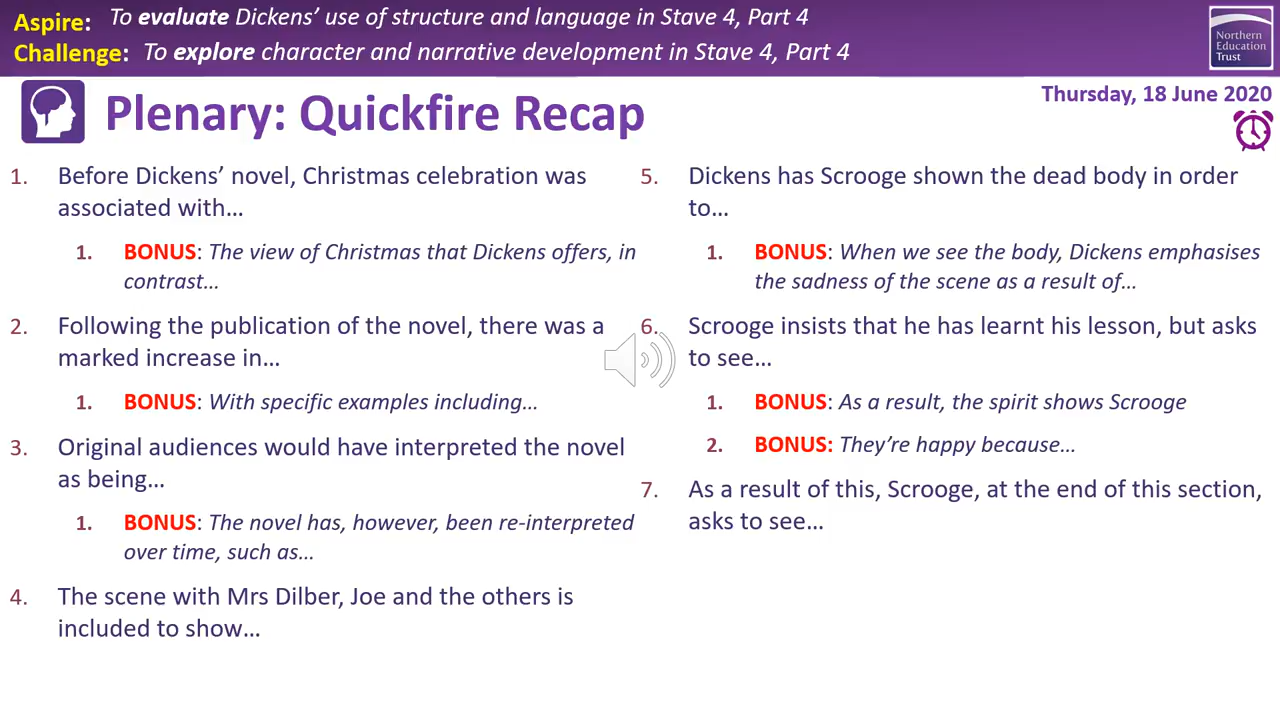 Aspire: To evaluate Dickens' use of structure and language in Stave 4, Part 4
Challenge: To explore character and narrative development in Stave 4, Part 4
Northern
Education
Trust
Plenary: Quickfire Recap
Thursday, 18 June 2020
1. Before Dickens' novel, Christmas celebration was
associated with…
1. BONUS: The view of Christmas that Dickens offers, in
contrast…
2. Following the publication of the novel, there was a
marked increase in…
1. BONUS: With specific examples including…
3. Original audiences would have interpreted the novel
as being…
1. BONUS: The novel has, however, been re-interpreted
over time, such as…
4. The scene with Mrs Dilber, Joe and the others is
included to show…
5. Dickens has Scrooge shown the dead body in order
to…
1. BONUS: When we see the body, Dickens emphasises
the sadness of the scene as a result of…
6. Scrooge insists that he has learnt his lesson, but asks
to see…
1. BONUS: As a result, the spirit shows Scrooge
2. BONUS: They're happy because…
7. As a result of this, Scrooge, at the end of this section,
asks to see…